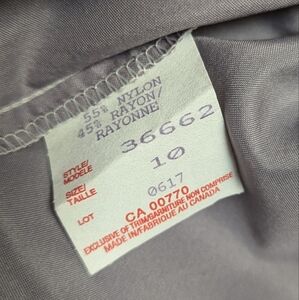 55% NYLON
45% RAYON/
RAYONNE
STYLE/
MODELE
36662
SIZE/
TAILLE
10
LOT
0617
CA 00770
EXCLUSIVE OF TRIM/GARNITURE NON COMPRISE
MADE IN/FABRIQUE AU CANADA